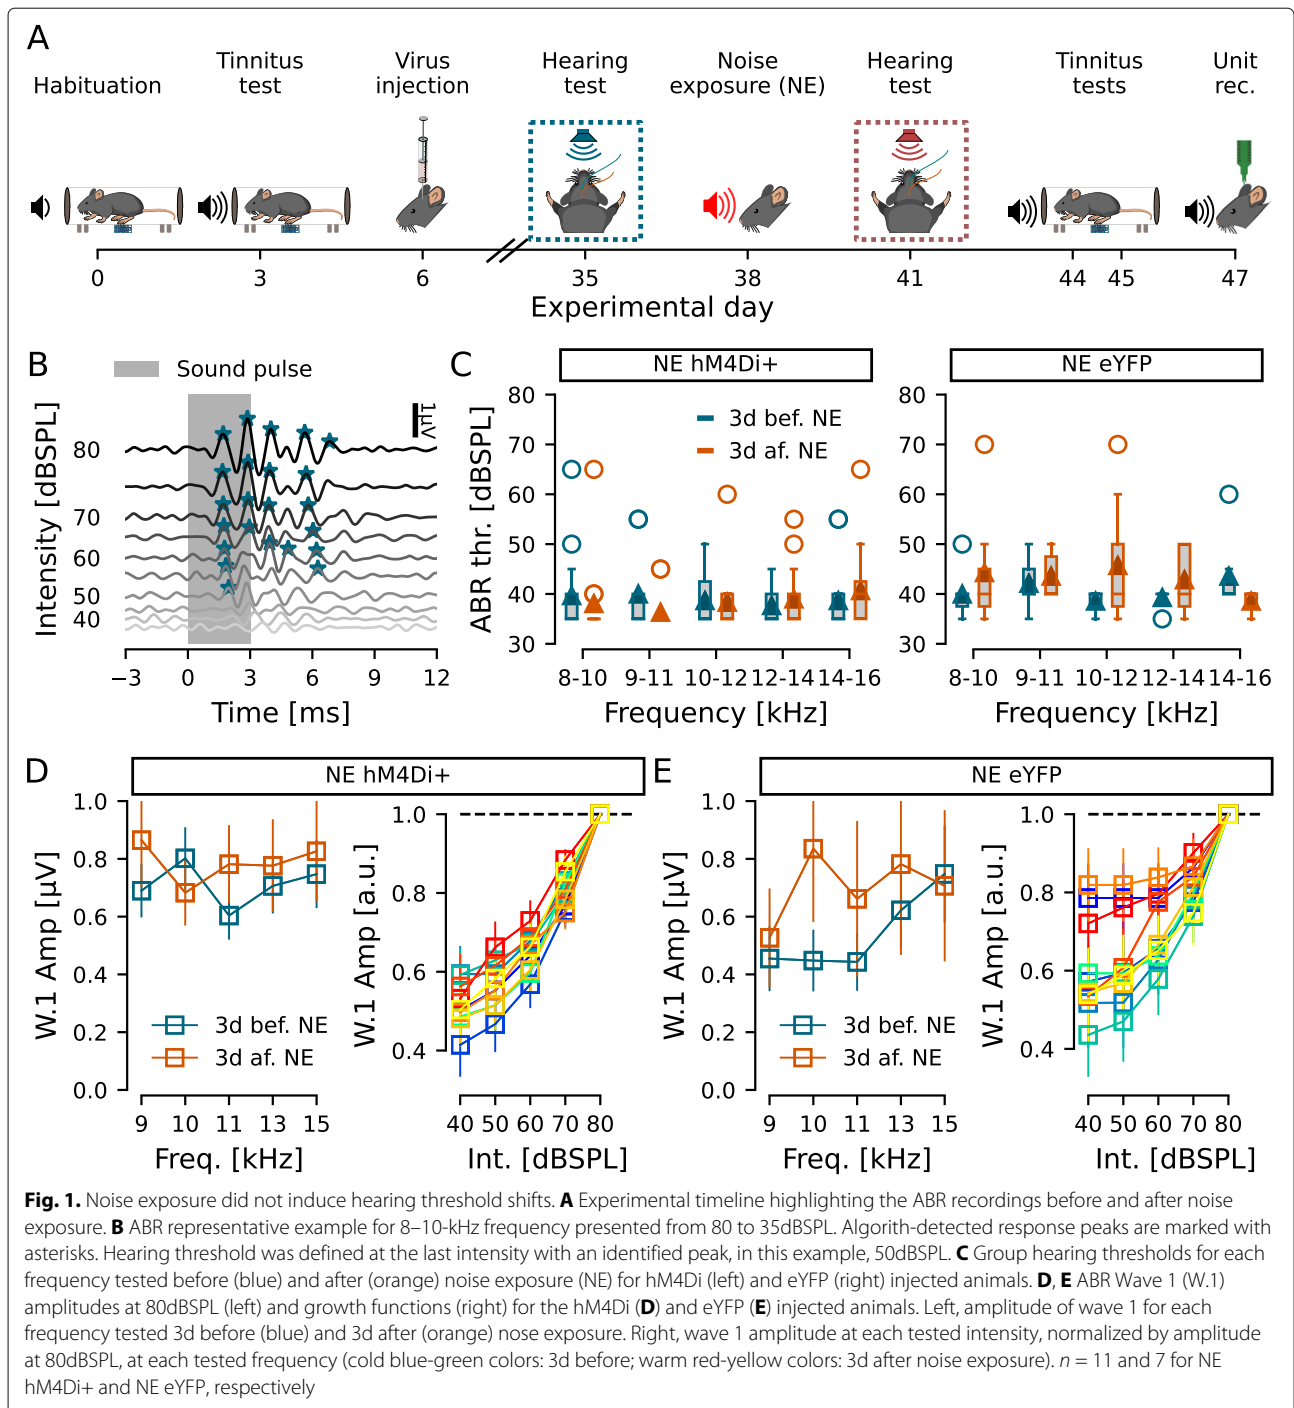 A
Habituation
Tinnitus
test
Virus
injection
Hearing
test
Noise
exposure (NE)
Hearing
test
Tinnitus
tests
Unit
rec.
0 3 6 35 38 41 44 45 47
Experimental day
B
Sound pulse
1µV
Intensity [dBSPL]
80
70
60
50
40
−3 0 3 6 9 12
Time [ms]
C
NE hM4Di+
ABR thr. [dBSPL]
80
70
60
50
40
30
3d bef. NE
3d af. NE
8-10 9-11 10-12 12-14 14-16
Frequency [kHz]
NE eYFP
80
70
60
50
40
30
8-10 9-11 10-12 12-14 14-16
Frequency [kHz]
D
NE hM4Di+
W.1 Amp [µV]
1.0
0.8
0.6
0.4
0.2
0.0
3d bef. NE
3d af. NE
9 10 11 13 15
Freq. [kHz]
W.1 Amp [a.u.]
1.0
0.8
0.6
0.4
40 50 60 70 80
Int. [dBSPL]
E
NE eYFP
W.1 Amp [µV]
1.0
0.8
0.6
0.4
0.2
0.0
3d bef. NE
3d af. NE
9 10 11 13 15
Freq. [kHz]
W.1 Amp [a.u.]
1.0
0.8
0.6
0.4
40 50 60 70 80
Int. [dBSPL]
Fig. 1. Noise exposure did not induce hearing threshold shifts. A Experimental timeline highlighting the ABR recordings before and after noise
exposure. B ABR representative example for 8–10-kHz frequency presented from 80 to 35dBSPL. Algorith-detected response peaks are marked with
asterisks. Hearing threshold was defined at the last intensity with an identified peak, in this example, 50dBSPL. C Group hearing thresholds for each
frequency tested before (blue) and after (orange) noise exposure (NE) for hM4Di (left) and eYFP (right) injected animals. D, E ABR Wave 1 (W.1)
amplitudes at 80dBSPL (left) and growth functions (right) for the hM4Di (D) and eYFP (E) injected animals. Left, amplitude of wave 1 for each
frequency tested 3d before (blue) and 3d after (orange) nose exposure. Right, wave 1 amplitude at each tested intensity, normalized by amplitude
at 80dBSPL, at each tested frequency (cold blue-green colors: 3d before; warm red-yellow colors: 3d after noise exposure). n = 11 and 7 for NE
hM4Di+ and NE eYFP, respectively